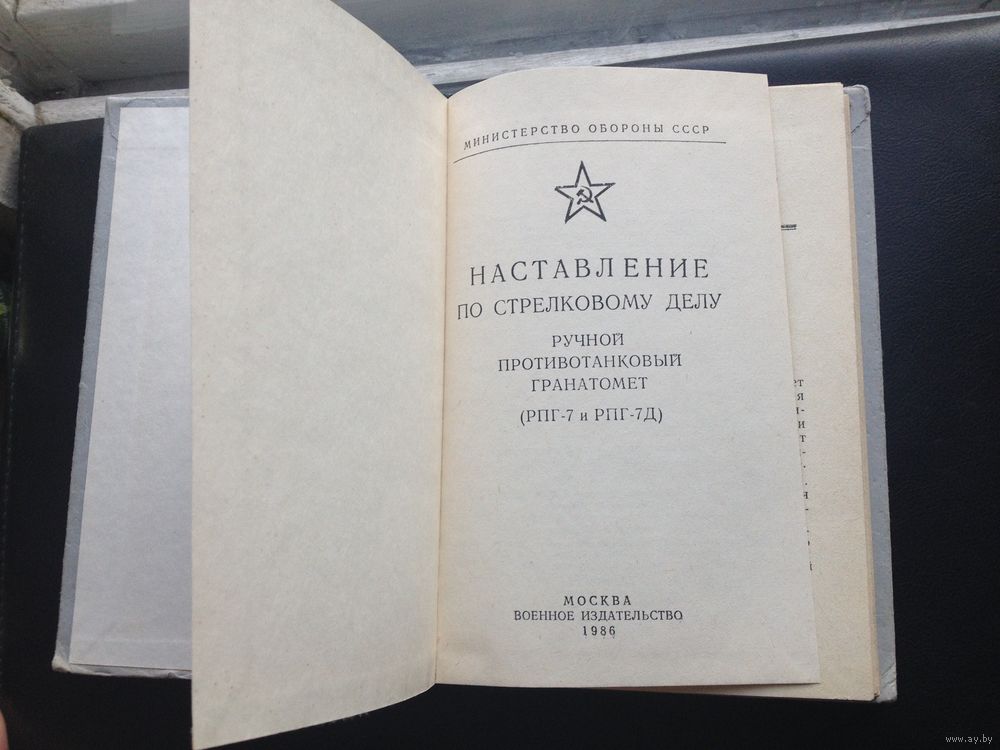 МИНИСТЕРСТВО ОБОРОНЫ СССР
НАСТАВЛЕНИЕ
ПО СТРЕЛКОВОМУ ДЕЛУ
РУЧНОЙ
ПРОТИВОТАНКОВЫЙ
ГРАНАТОМЕТ
(РПГ-7 и РПГ-7Д)
МОСКВА
ВОЕННОЕ ИЗДАТЕЛЬСТВО
1986
www.ay.by